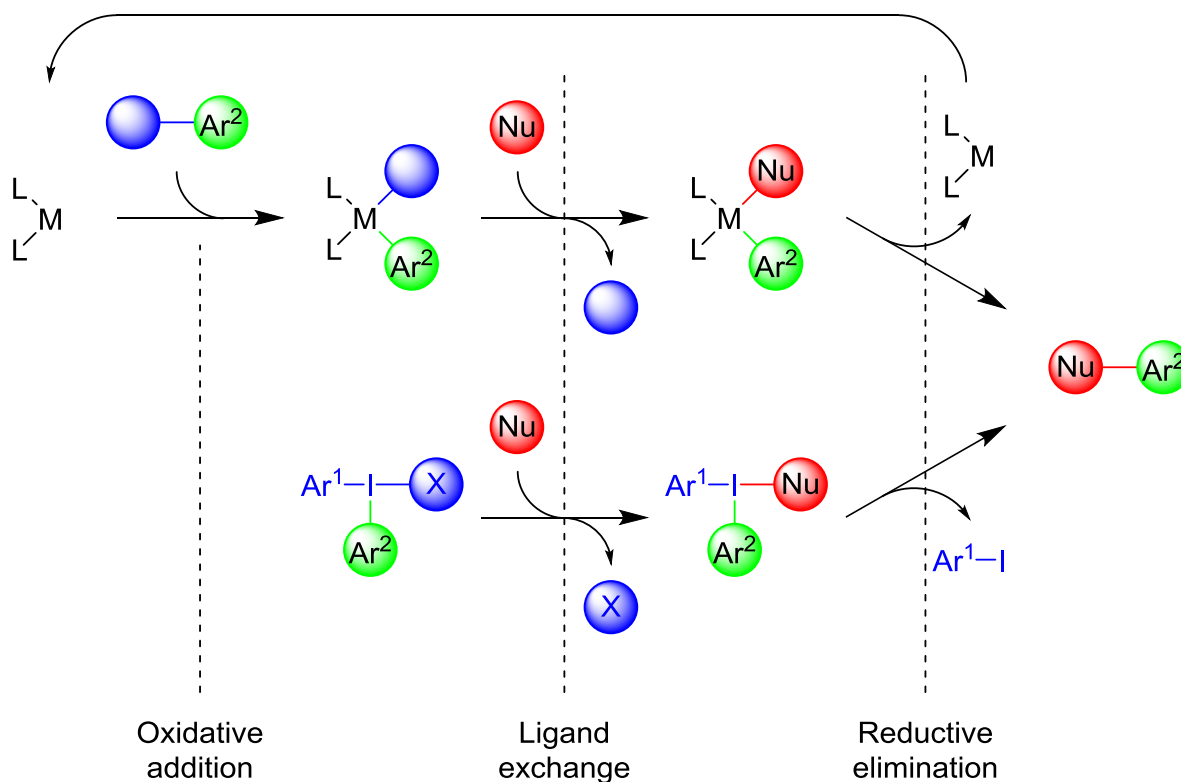 Ar²
Nu
L
M
L
L
M
L
Ar²
L
M
L
Nu
Ar²
L
M
L
Nu
Ar²
Nu
Ar¹–I
X
Ar²
Ar¹–I
Nu
Ar²
X
Ar¹–I
Oxidative
addition
Ligand
exchange
Reductive
elimination